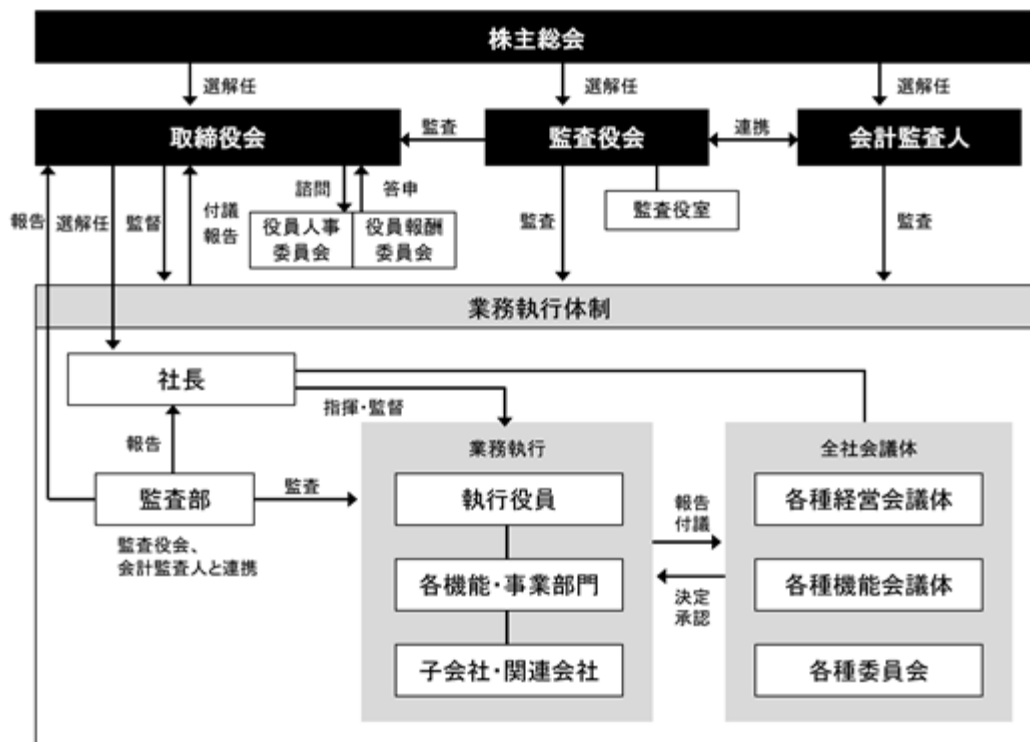 株主総会
選解任
選解任
選解任
取締役会
監査
監査役会
連携
会計監査人
報告
選解任
監督
付議
報告
諮問
答申
役員人事
委員会
役員報酬
委員会
監査
監査役室
監査
業務執行体制
社長
指揮・監督
報告
監査部
監査
監査役会、
会計監査人と連携
業務執行
執行役員
各機能・事業部門
子会社・関連会社
報告
付議
決定
承認
全社会議体
各種経営会議体
各種機能会議体
各種委員会